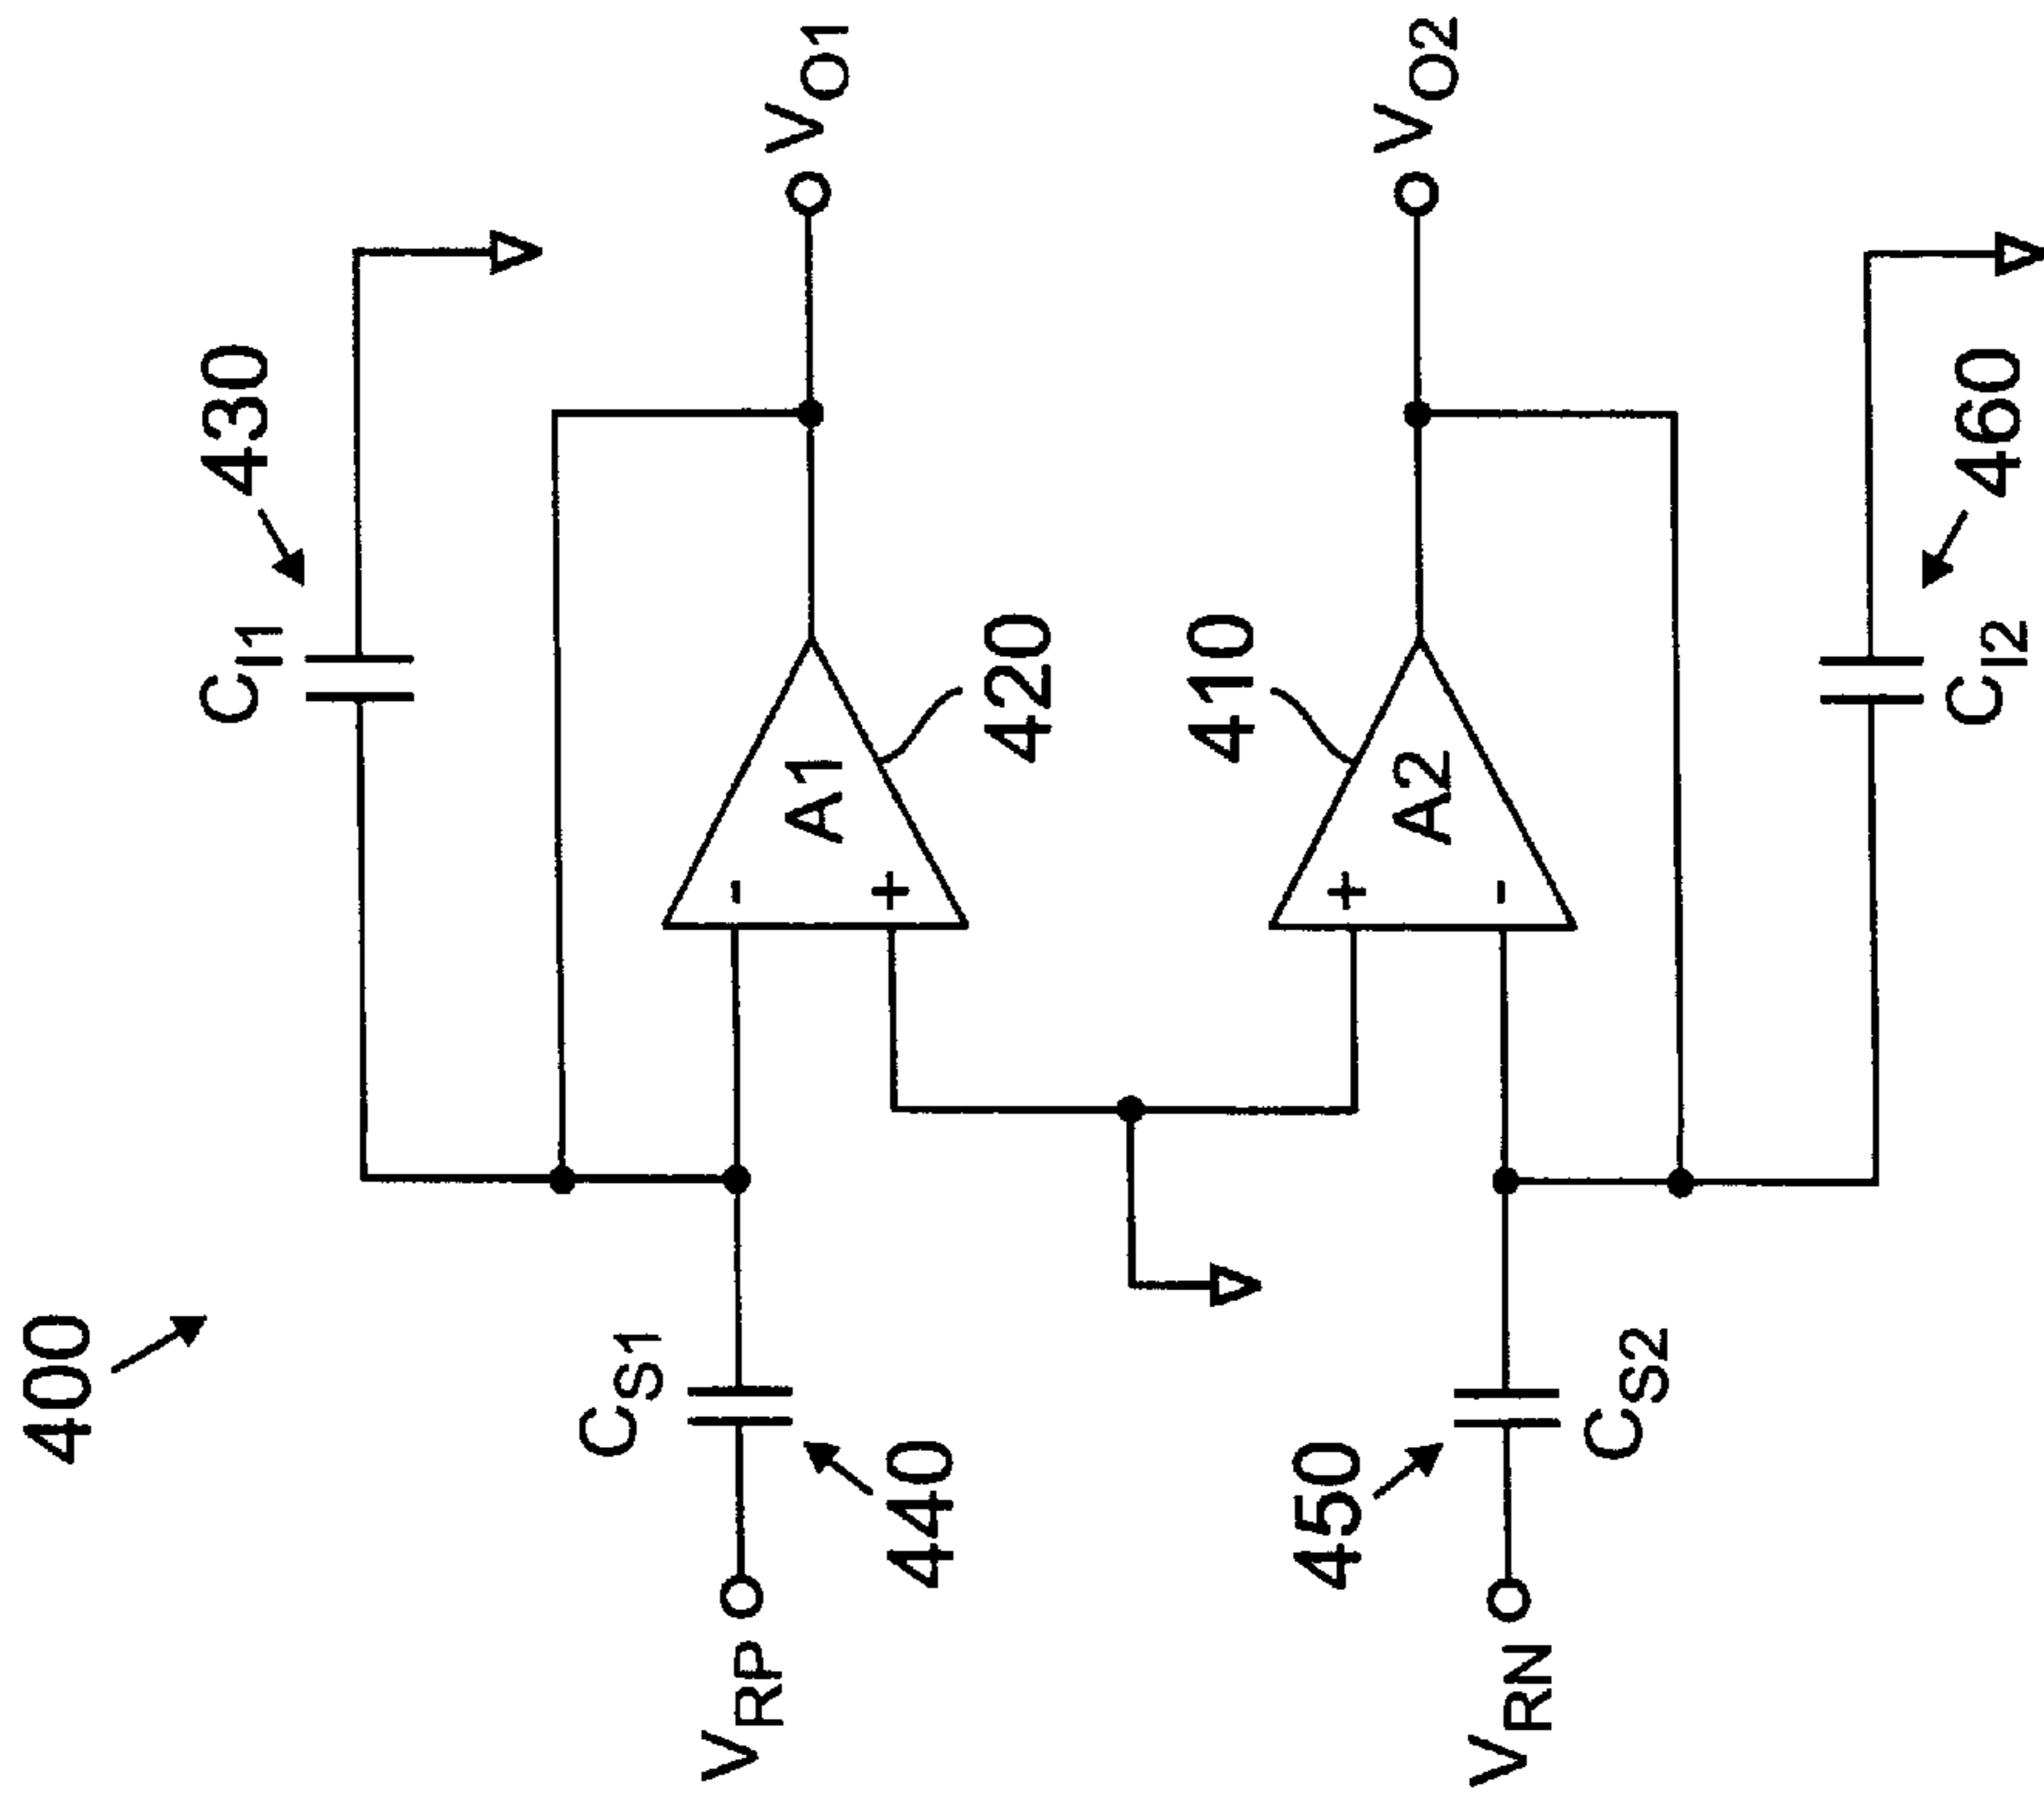 400
C_I1
430
V_O1
C_S1
440
V_RP
A1
420
410
A2
V_O2
450
C_S2
V_RN
C_I2
460
-
+
+
-